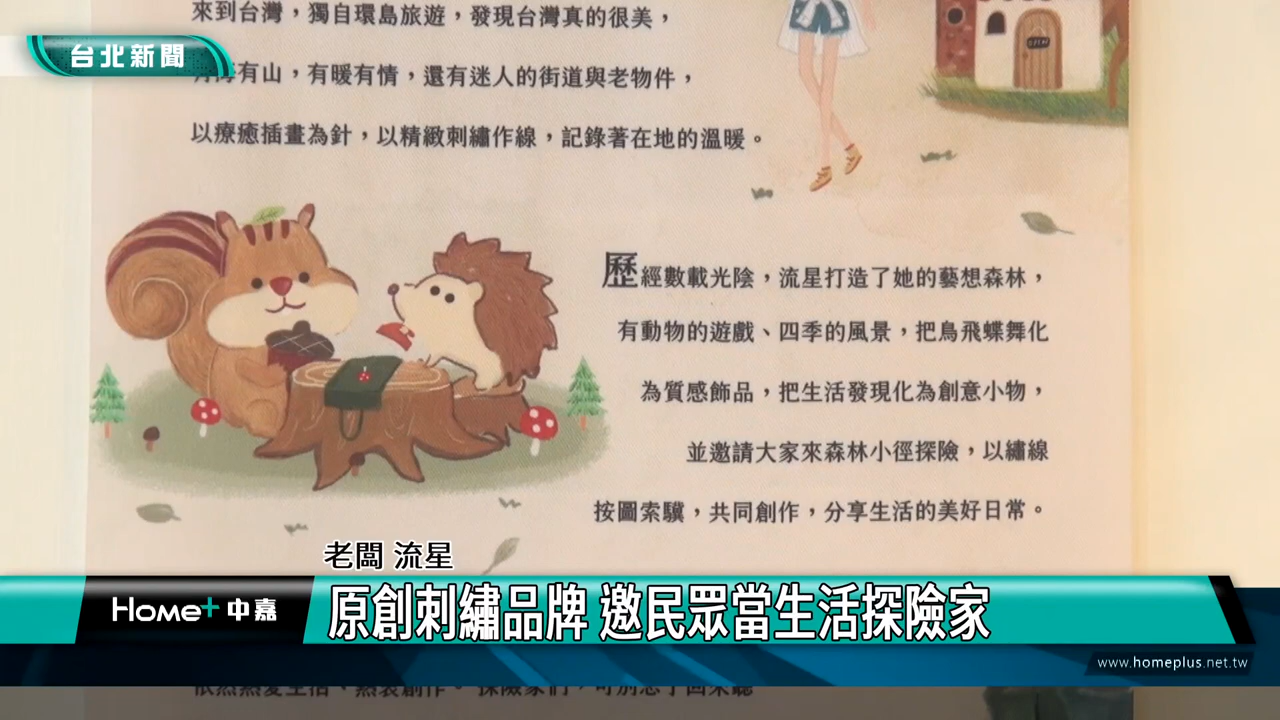 來到台灣，獨自環島旅遊，發現台灣真的很美，
台北新聞
有山，有暖有情，還有迷人的街道與老物件，
以療癒插畫為針，以精緻刺繡作線，記錄著在地的溫暖。
歷經數載光陰，流星打造了她的藝想森林，
有動物的遊戲、四季的風景，把鳥飛蝶舞化
為質感飾品，把生活發現化為創意小物，
並邀請大家來森林小徑探險，以繡線
按圖索驥，共同創作，分享生活的美好日常。
老闆 流星
Home+ 中嘉
原創刺繡品牌 邀民眾當生活探險家
www.homeplus.net.tw